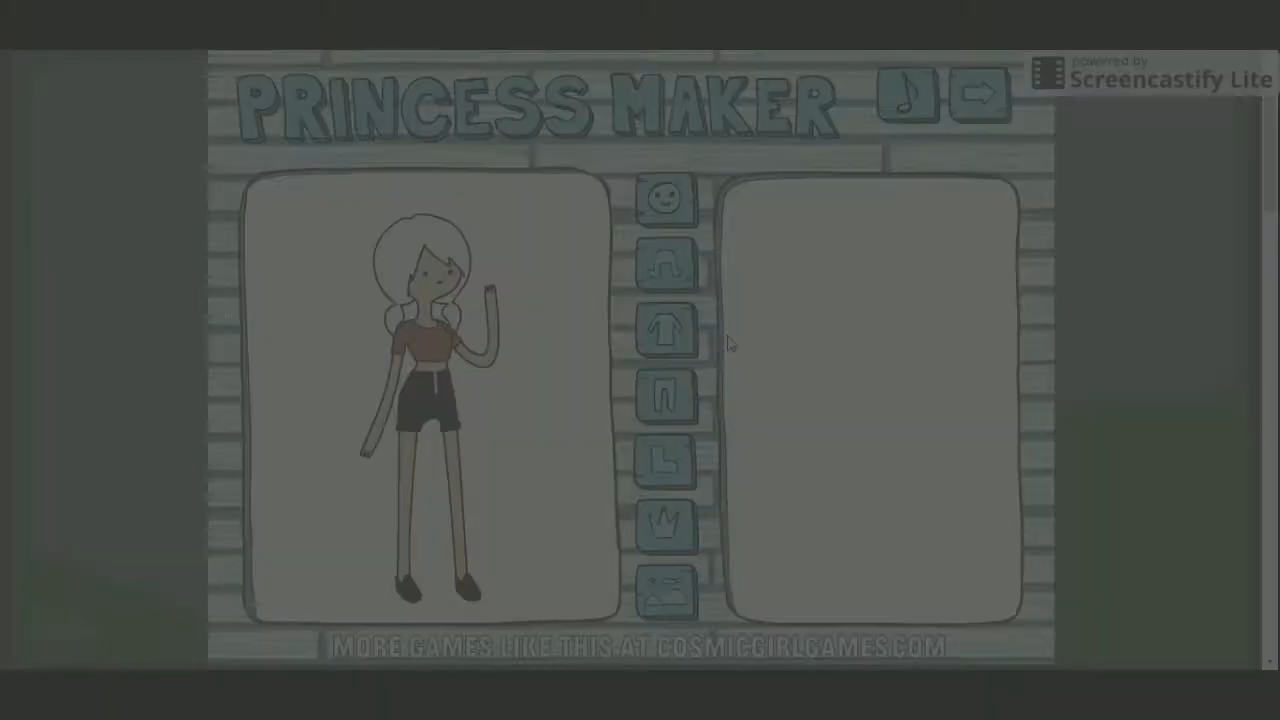 powered by
Screencastify Lite
PRINCESS MAKER
MORE GAMES LIKE THIS AT COSMICGIRLGAMES.COM